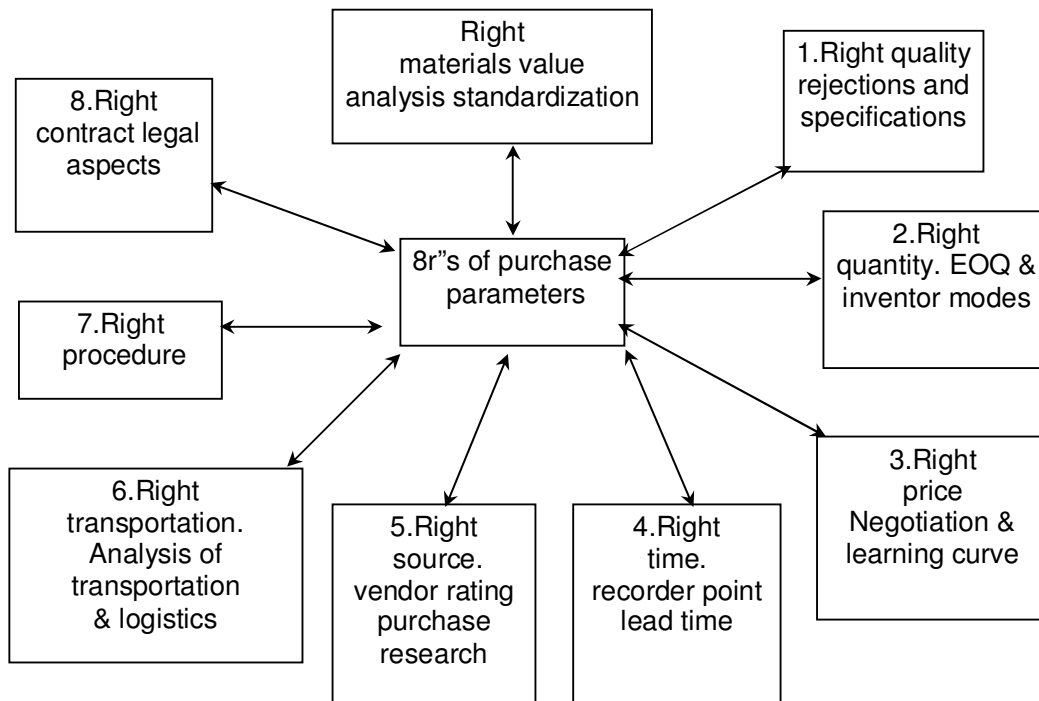 Right
materials value
analysis standardization
1.Right quality
rejections and
specifications
8.Right
contract legal
aspects
8r”s of purchase
parameters
2.Right
quantity. EOQ &
inventor modes
7.Right
procedure
3.Right
price
Negotiation &
learning curve
6.Right
transportation.
Analysis of
transportation
& logistics
5.Right
source.
vendor rating
purchase
research
4.Right
time.
recorder point
lead time